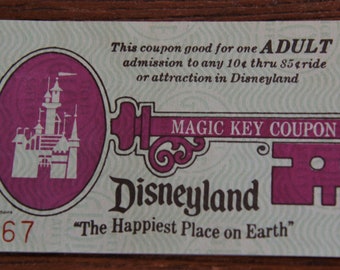 This coupon good for one ADULT
admission to any 10¢ thru 85¢ ride
or attraction in Disneyland
MAGIC KEY COUPON
Disneyland
"The Happiest Place on Earth"
67